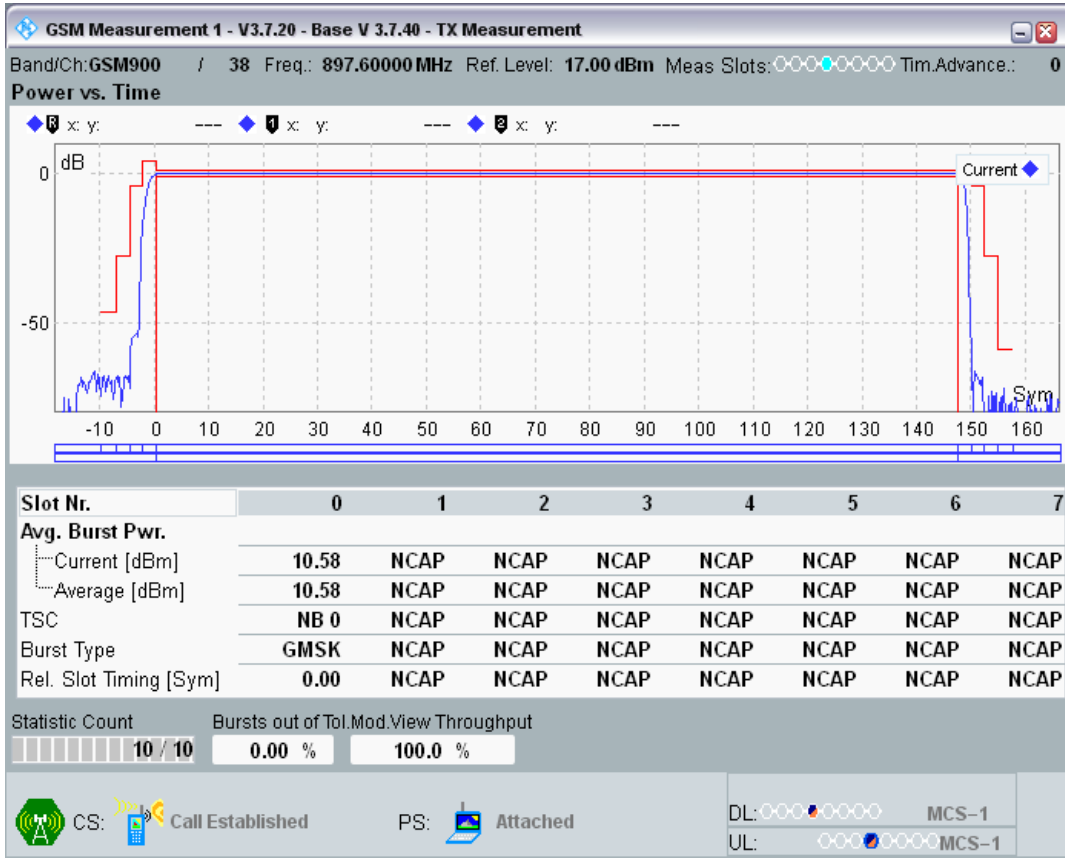 GSM Measurement 1 - V3.7.20 - Base V 3.7.40 - TX Measurement
Band/Ch:GSM900 / 38 Freq.: 897.60000 MHz Ref. Level: 17.00 dBm Meas Slots: Tim.Advance.: 0
Power vs. Time
R x: y: --- 1 x: y: --- 2 x: y: ---
dB
Current
0
-50
Sym
-10 0 10 20 30 40 50 60 70 80 90 100 110 120 130 140 150 160
Slot Nr. 0 1 2 3 4 5 6 7
Avg. Burst Pwr.
Current [dBm] 10.58 NCAP NCAP NCAP NCAP NCAP NCAP NCAP
Average [dBm] 10.58 NCAP NCAP NCAP NCAP NCAP NCAP NCAP
TSC NB 0 NCAP NCAP NCAP NCAP NCAP NCAP NCAP
Burst Type GMSK NCAP NCAP NCAP NCAP NCAP NCAP NCAP
Rel. Slot Timing [Sym] 0.00 NCAP NCAP NCAP NCAP NCAP NCAP NCAP
Statistic Count Bursts out of Tol.Mod.View Throughput
10 / 10 0.00 % 100.0 %
CS: Call Established PS: Attached
DL: MCS-1
UL: MCS-1